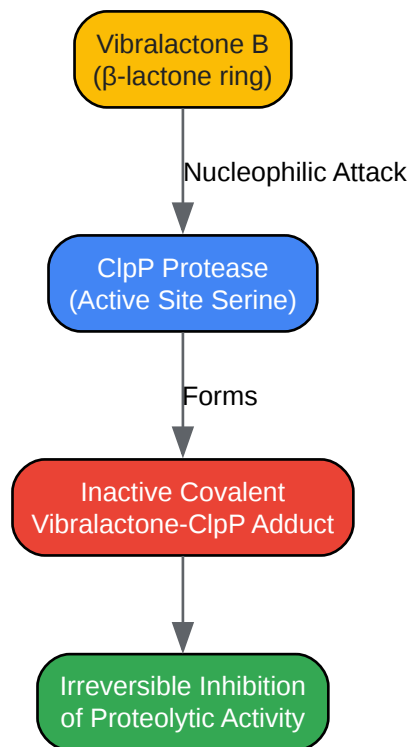 Vibralactone B
(β-lactone ring)
Nucleophilic Attack
ClpP Protease
(Active Site Serine)
Forms
Inactive Covalent
Vibralactone-ClpP Adduct
Irreversible Inhibition
of Proteolytic Activity